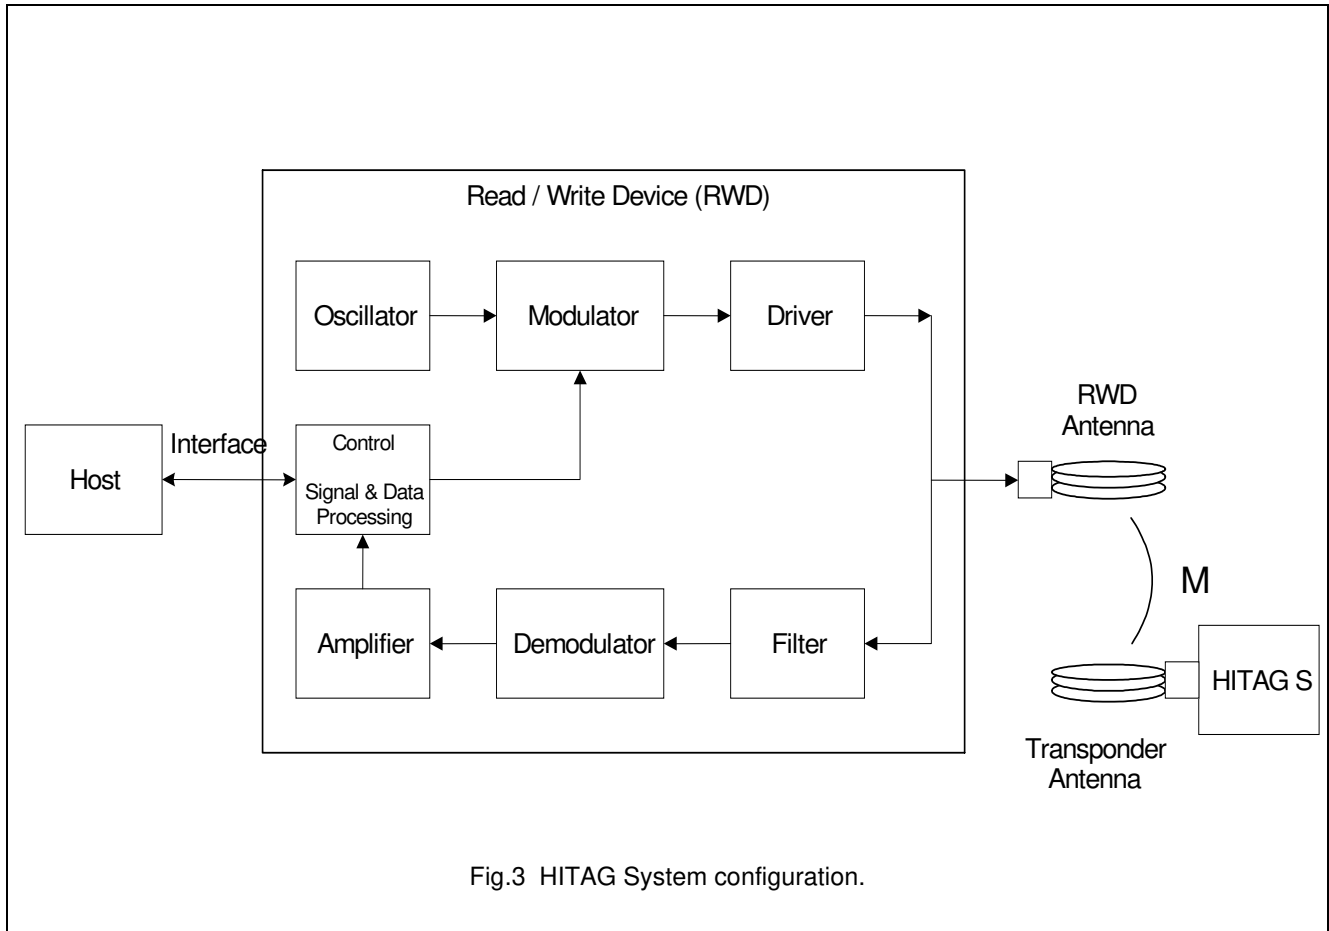 Read / Write Device (RWD)
Oscillator
Modulator
Driver
RWD
Antenna
Host
Interface
Control
Signal & Data
Processing
M
Amplifier
Demodulator
Filter
HITAG S
Transponder
Antenna
Fig.3 HITAG System configuration.